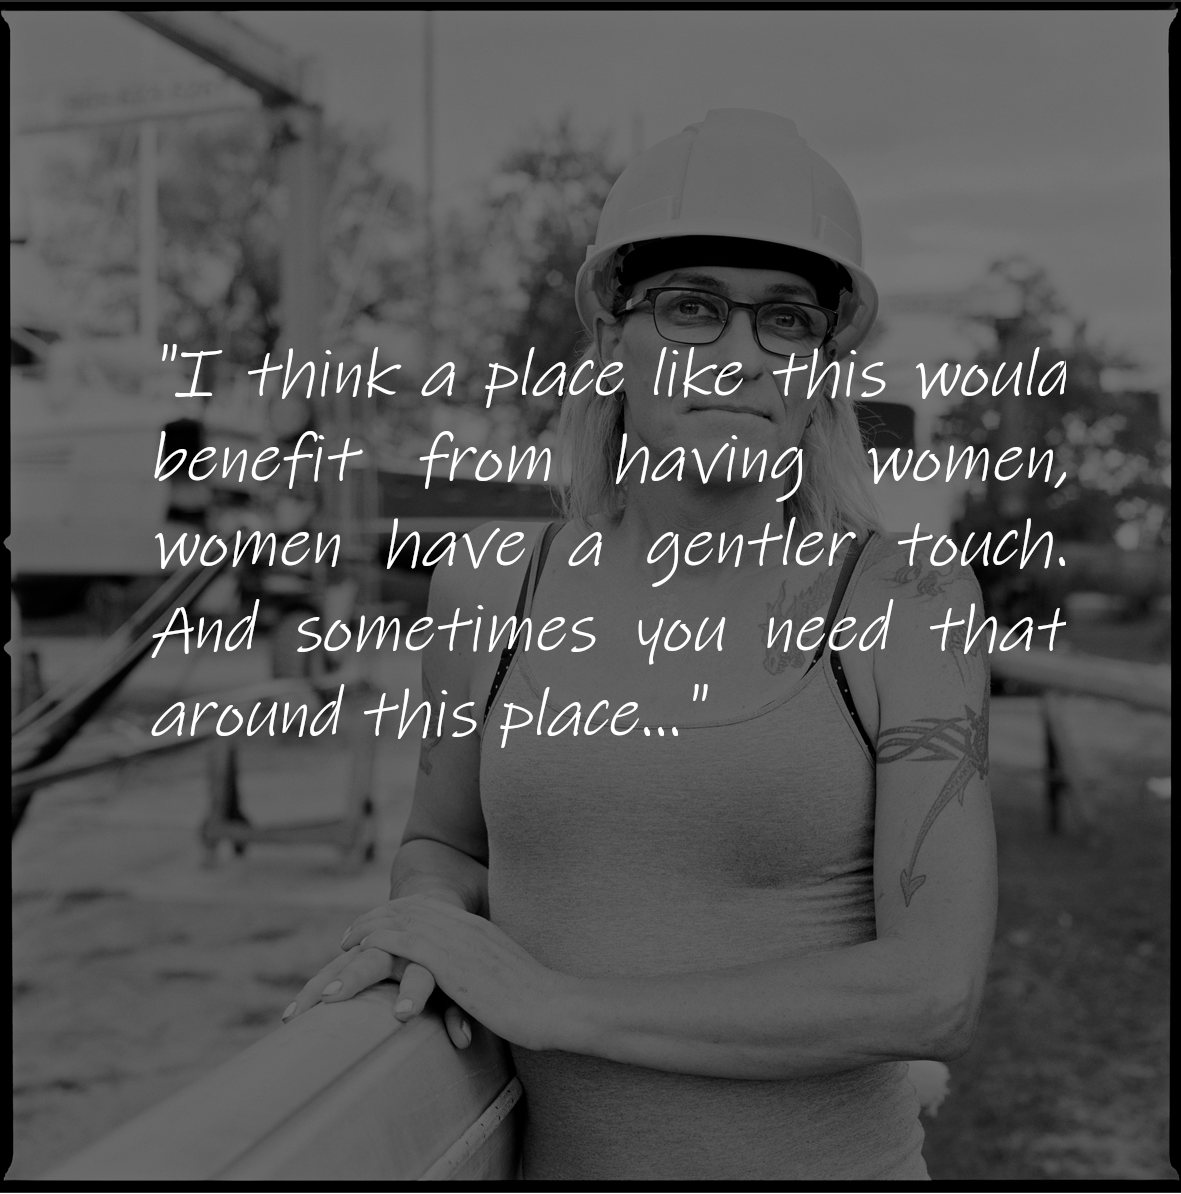 "I think a place like this would
benefit from having women,
women have a gentler touch.
And sometimes you need that
around this place..."